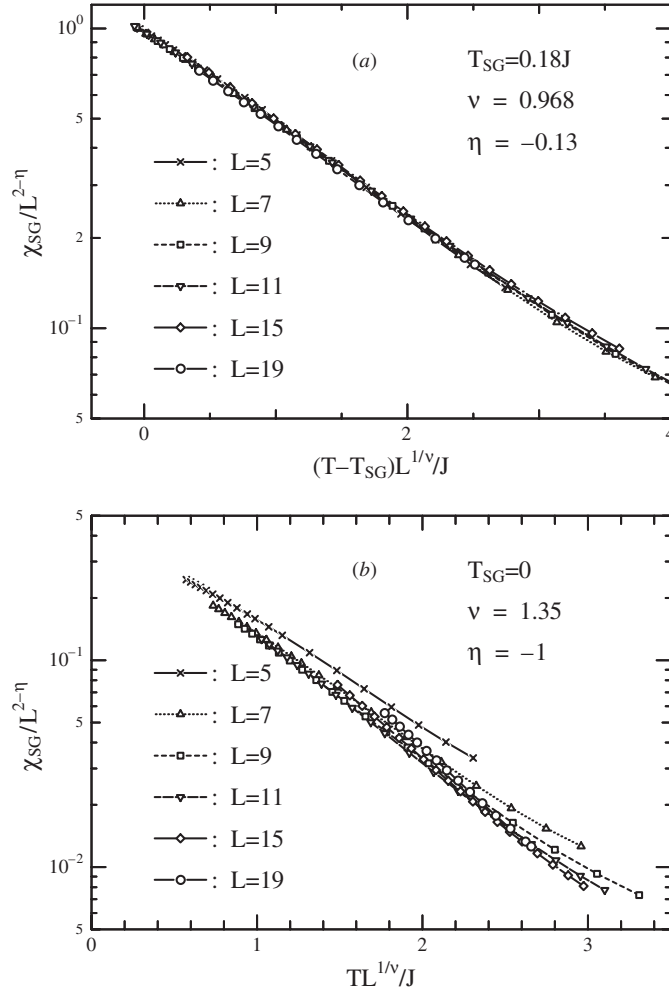 10⁰
(a)
T_SG=0.18J
ν = 0.968
η = −0.13
5
χ_SG/L^{2−η}
: L=5
: L=7
: L=9
: L=11
: L=15
: L=19
2
10⁻¹
5
0 2 4
(T−T_SG)L^{1/ν}/J
5
(b)
T_SG=0
ν = 1.35
η = −1
10⁻¹
χ_SG/L^{2−η}
5
: L=5
: L=7
: L=9
: L=11
: L=15
: L=19
2
10⁻²
5
0 1 2 3
TL^{1/ν}/J